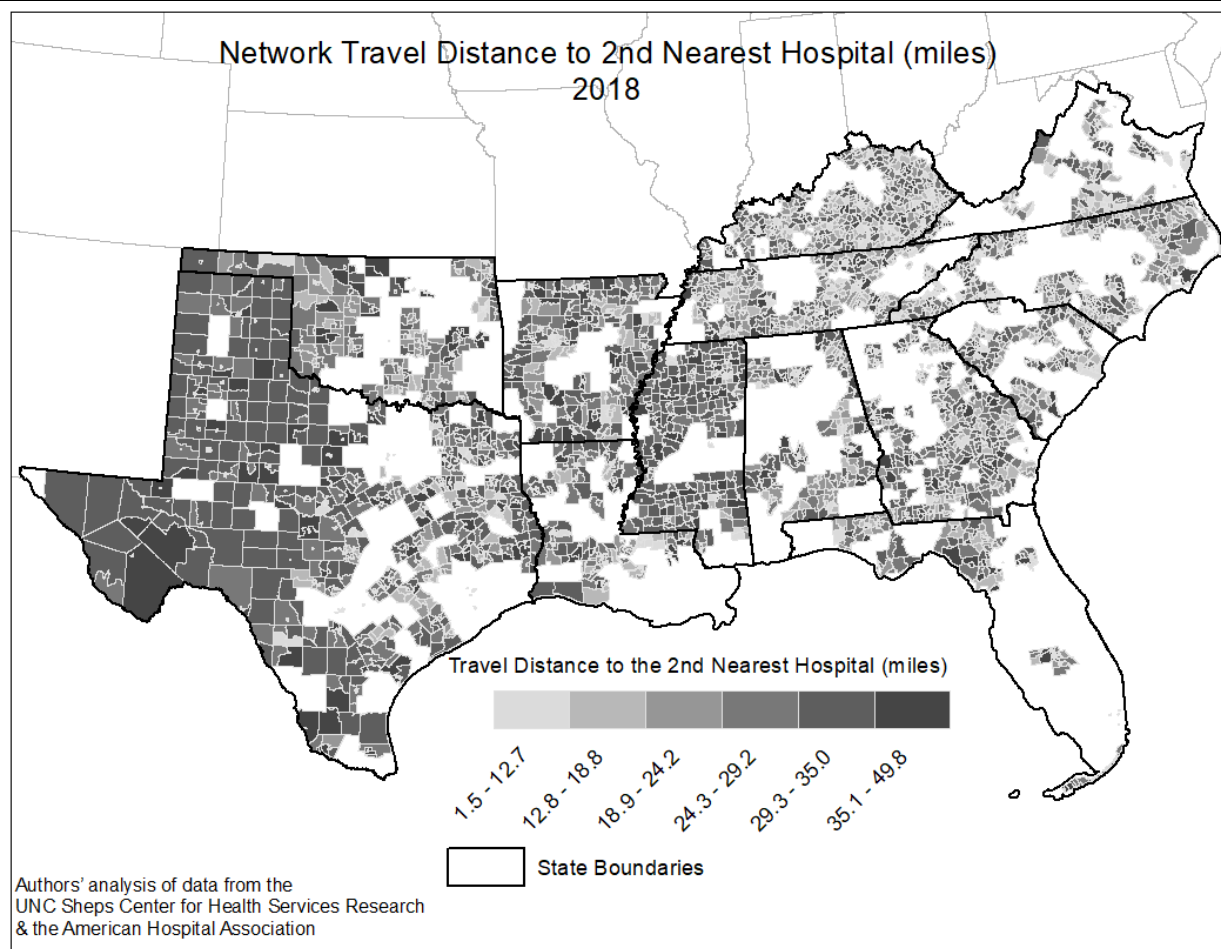 Network Travel Distance to 2nd Nearest Hospital (miles)
2018
Travel Distance to the 2nd Nearest Hospital (miles)
1.5 - 12.7
12.8 - 18.8
18.9 - 24.2
24.3 - 29.2
29.3 - 35.0
35.1 - 49.8
State Boundaries
Authors’ analysis of data from the
UNC Sheps Center for Health Services Research
& the American Hospital Association